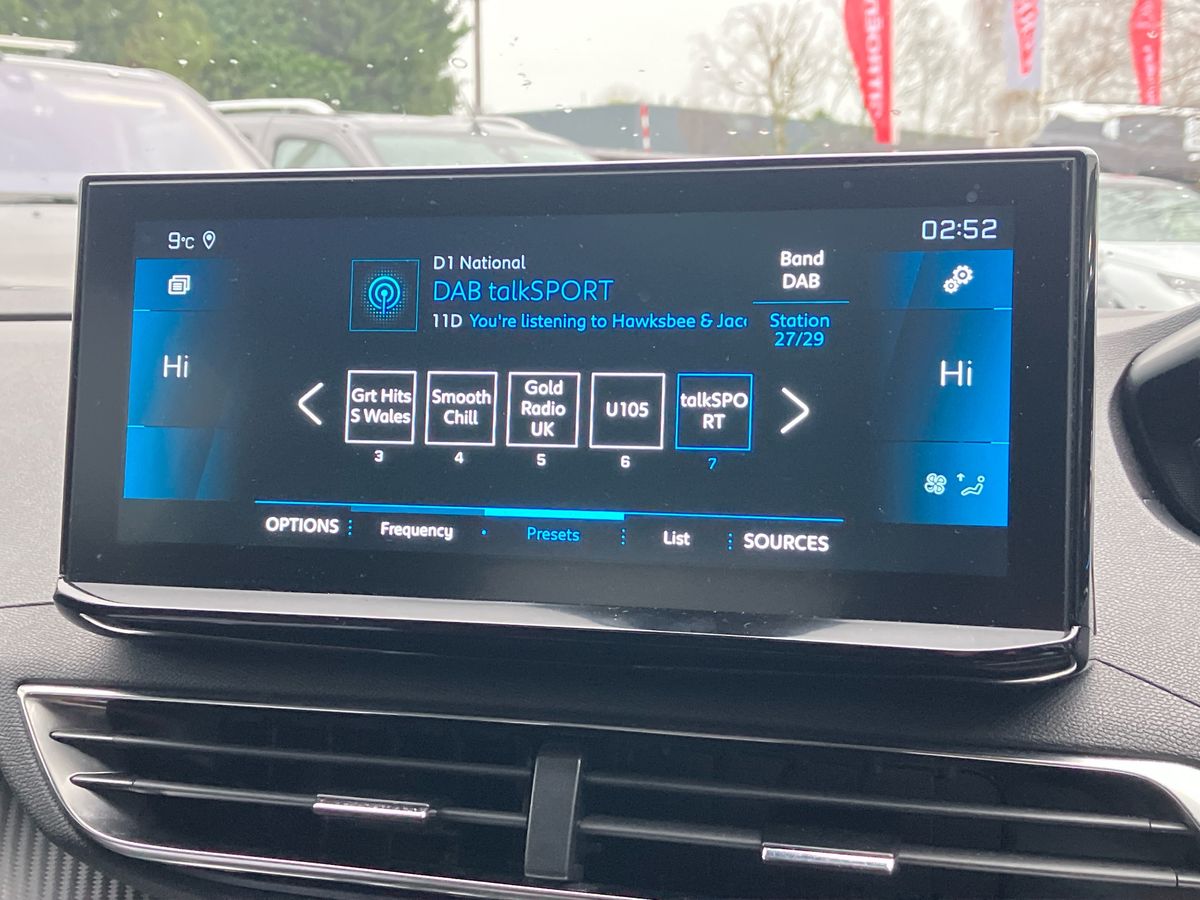 9°C
02:52
D1 National
DAB talkSPORT
11D You're listening to Hawksbee & Jac
Band
DAB
Station
27/29
Hi
Hi
Grt Hits
S Wales
3
Smooth
Chill
4
Gold
Radio
UK
5
U105
6
talkSPO
RT
7
OPTIONS
Frequency
Presets
List
SOURCES